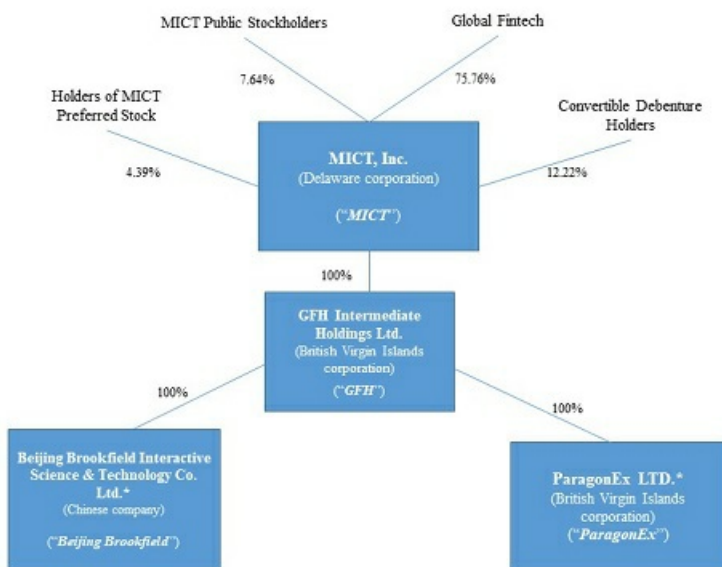 MICT Public Stockholders
Global Fintech
7.64%
75.76%
Holders of MICT
Preferred Stock
Convertible Debenture
Holders
4.39%
12.22%
MICT, Inc.
(Delaware corporation)
("MICT")
100%
GFH Intermediate
Holdings Ltd.
(British Virgin Islands
corporation)
("GFH")
100%
100%
Beijing Brookfield Interactive
Science & Technology Co.
Ltd.*
(Chinese company)
("Beijing Brookfield")
ParagonEx LTD.*
(British Virgin Islands
corporation)
("ParagonEx")